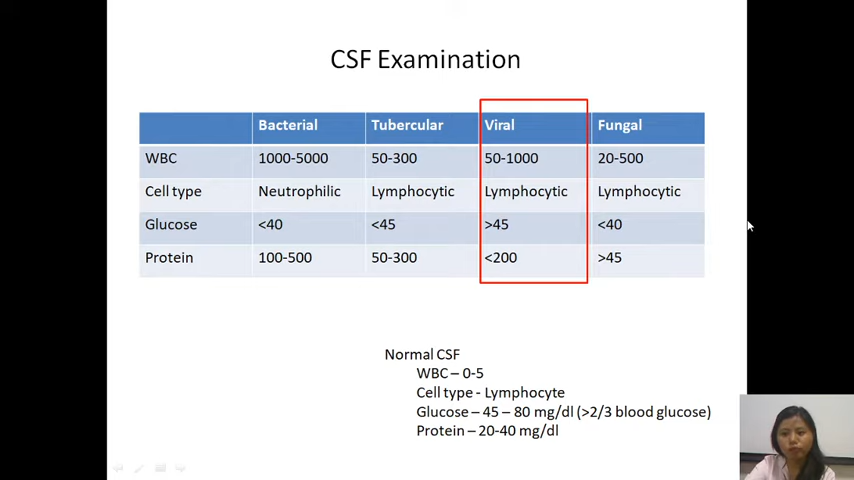 CSF Examination
Bacterial Tubercular Viral Fungal
WBC 1000-5000 50-300 50-1000 20-500
Cell type Neutrophilic Lymphocytic Lymphocytic Lymphocytic
Glucose <40 <45 >45 <40
Protein 100-500 50-300 <200 >45
Normal CSF
WBC – 0-5
Cell type - Lymphocyte
Glucose – 45 – 80 mg/dl (>2/3 blood glucose)
Protein – 20-40 mg/dl